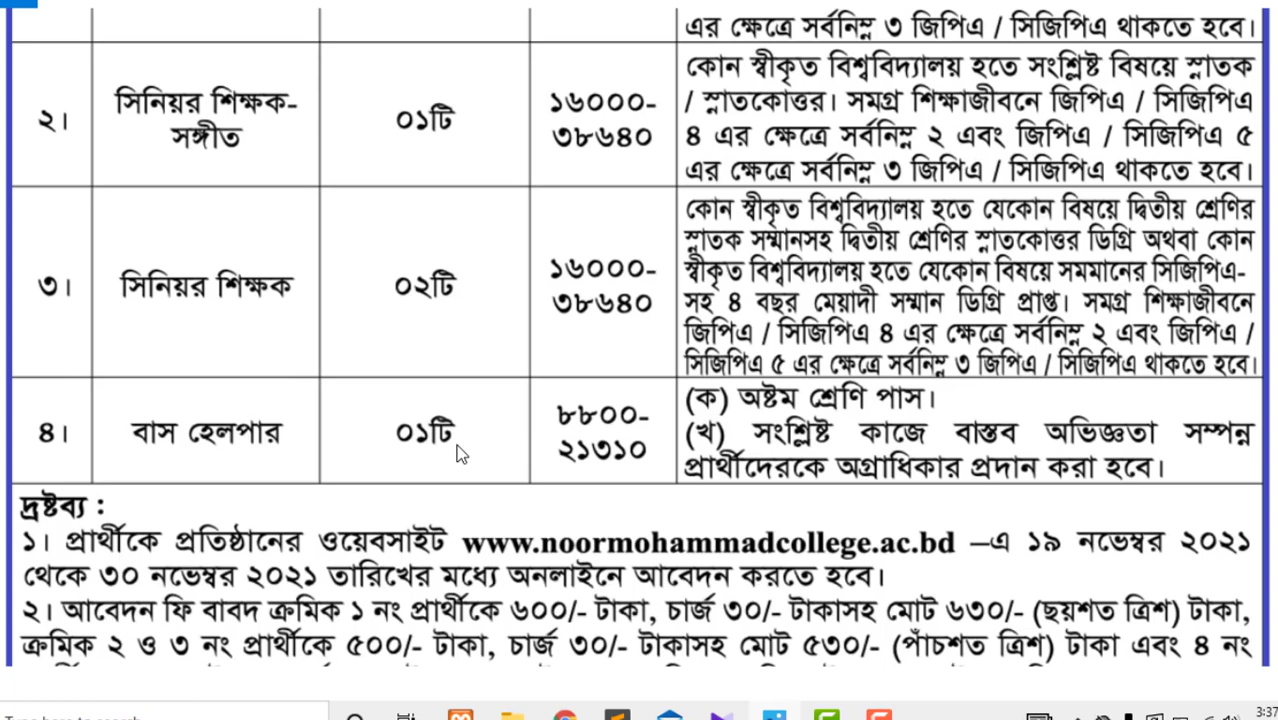 এর ক্ষেত্রে সর্বনিম্ন ৩ জিপিএ / সিজিপিএ থাকতে হবে।
২।
সিনিয়র শিক্ষক-
সঙ্গীত
০১টি
১৬০০০-
৩৮৬৪০
কোন স্বীকৃত বিশ্ববিদ্যালয় হতে সংশ্লিষ্ট বিষয়ে স্নাতক
/ স্নাতকোত্তর। সমগ্র শিক্ষাজীবনে জিপিএ / সিজিপিএ
৪ এর ক্ষেত্রে সর্বনিম্ন ২ এবং জিপিএ / সিজিপিএ ৫
এর ক্ষেত্রে সর্বনিম্ন ৩ জিপিএ / সিজিপিএ থাকতে হবে।
৩।
সিনিয়র শিক্ষক
০২টি
১৬০০০-
৩৮৬৪০
কোন স্বীকৃত বিশ্ববিদ্যালয় হতে যেকোন বিষয়ে দ্বিতীয় শ্রেণির
স্নাতক সম্মানসহ দ্বিতীয় শ্রেণির স্নাতকোত্তর ডিগ্রি অথবা কোন
স্বীকৃত বিশ্ববিদ্যালয় হতে যেকোন বিষয়ে সমমানের সিজিপিএ-
সহ ৪ বছর মেয়াদী সম্মান ডিগ্রি প্রাপ্ত। সমগ্র শিক্ষাজীবনে
জিপিএ / সিজিপিএ ৪ এর ক্ষেত্রে সর্বনিম্ন ২ এবং জিপিএ /
সিজিপিএ ৫ এর ক্ষেত্রে সর্বনিম্ন ৩ জিপিএ / সিজিপিএ থাকতে হবে।
৪।
বাস হেলপার
০১টি
৮৮০০-
২১৩১০
(ক) অষ্টম শ্রেণি পাস।
(খ) সংশ্লিষ্ট কাজে বাস্তব অভিজ্ঞতা সম্পন্ন
প্রার্থীদেরকে অগ্রাধিকার প্রদান করা হবে।
দ্রষ্টব্য :
১। প্রার্থীকে প্রতিষ্ঠানের ওয়েবসাইট www.noormohammadcollege.ac.bd –এ ১৯ নভেম্বর ২০২১
থেকে ৩০ নভেম্বর ২০২১ তারিখের মধ্যে অনলাইনে আবেদন করতে হবে।
২। আবেদন ফি বাবদ ক্রমিক ১ নং প্রার্থীকে ৬০০/- টাকা, চার্জ ৩০/- টাকাসহ মোট ৬৩০/- (ছয়শত ত্রিশ) টাকা,
ক্রমিক ২ ও ৩ নং প্রার্থীকে ৫০০/- টাকা, চার্জ ৩০/- টাকাসহ মোট ৫৩০/- (পাঁচশত ত্রিশ) টাকা এবং ৪ নং
3:37